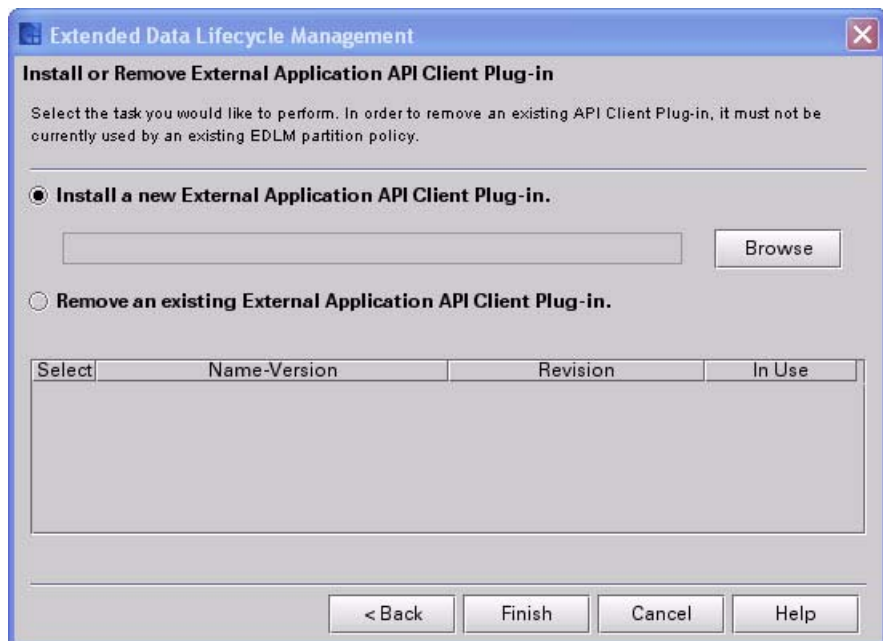 Extended Data Lifecycle Management
Install or Remove External Application API Client Plug-in
Select the task you would like to perform. In order to remove an existing API Client Plug-in, it must not be
currently used by an existing EDLM partition policy.
Install a new External Application API Client Plug-in.
Browse
Remove an existing External Application API Client Plug-in.
Select Name-Version Revision In Use
< Back Finish Cancel Help